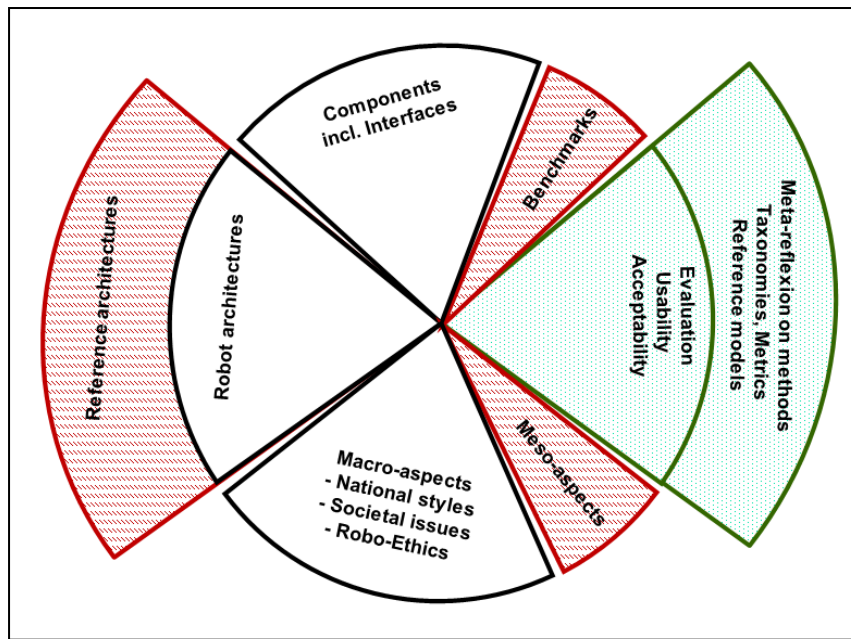 Components
incl. Interfaces
Benchmarks
Meta-reflexion on methods
Taxonomies, Metrics
Reference models
Evaluation
Usability
Acceptability
Meso-aspects
Macro-aspects
- National styles
- Societal issues
- Robo-Ethics
Robot architectures
Reference architectures